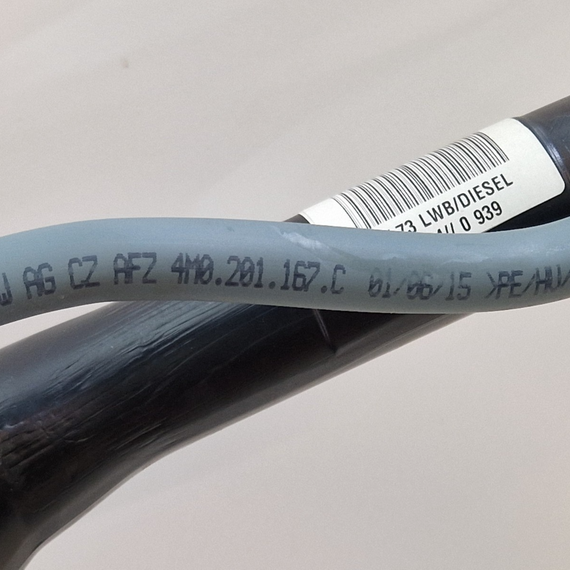 73 LWB/DIESEL
0 939
AG CZ AFZ 4M0.201.167.C 01/06/15 >PE/HV/